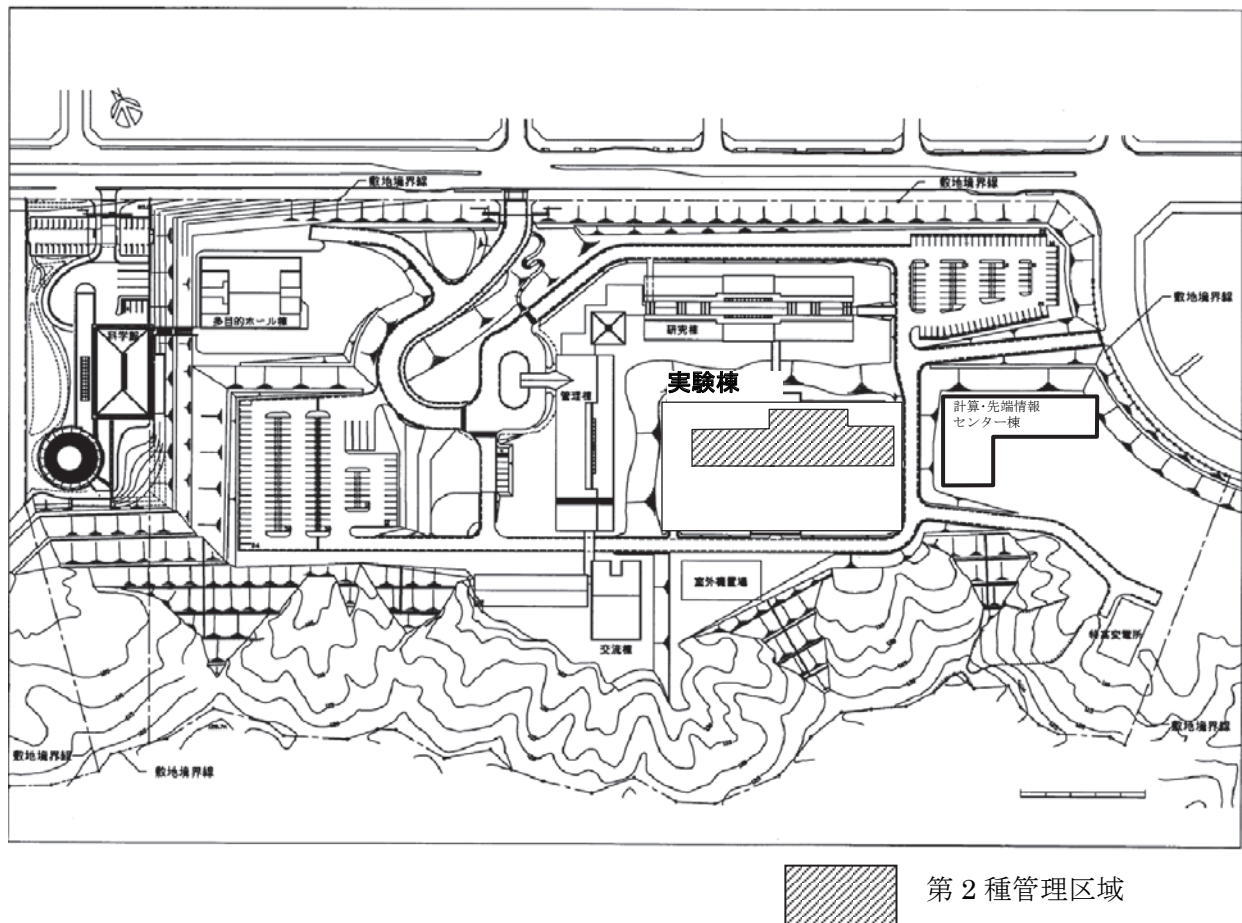 敷地境界線
敷地境界線
敷地境界線
多目的ホール棟
科学館
研究棟
実験棟
管理棟
計算・先端情報
センター棟
室外機置場
交流棟
特高変電所
敷地境界線
敷地境界線
敷地境界線
第2種管理区域